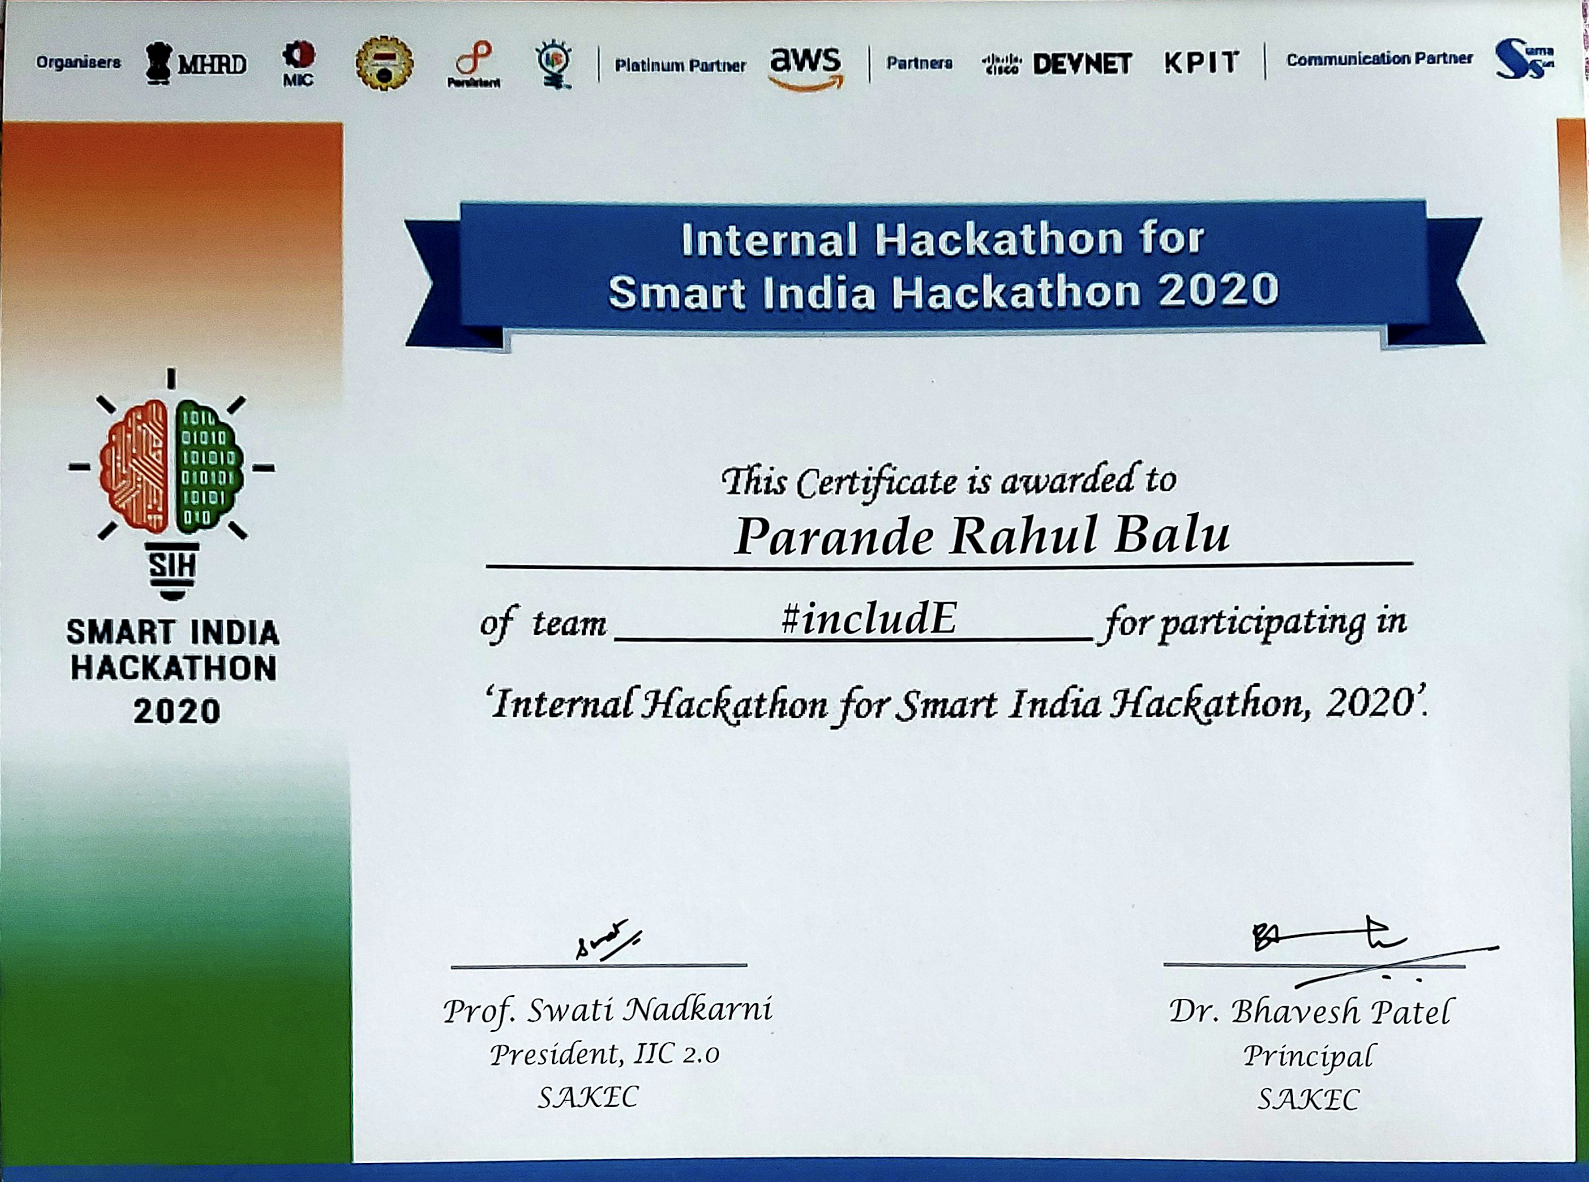 Organisers MHRD MIC Persistent Platinum Partner aws Partners CISCO DEVNET KPIT Communication Partner
Internal Hackathon for
Smart India Hackathon 2020
This Certificate is awarded to
Parande Rahul Balu
of team #includE for participating in
‘Internal Hackathon for Smart India Hackathon, 2020’.
1011
01010
101010
010101
10101
010
SIH
SMART INDIA
HACKATHON
2020
Prof. Swati Nadkarni
President, IIC 2.0
SAKEC
Dr. Bhavesh Patel
Principal
SAKEC